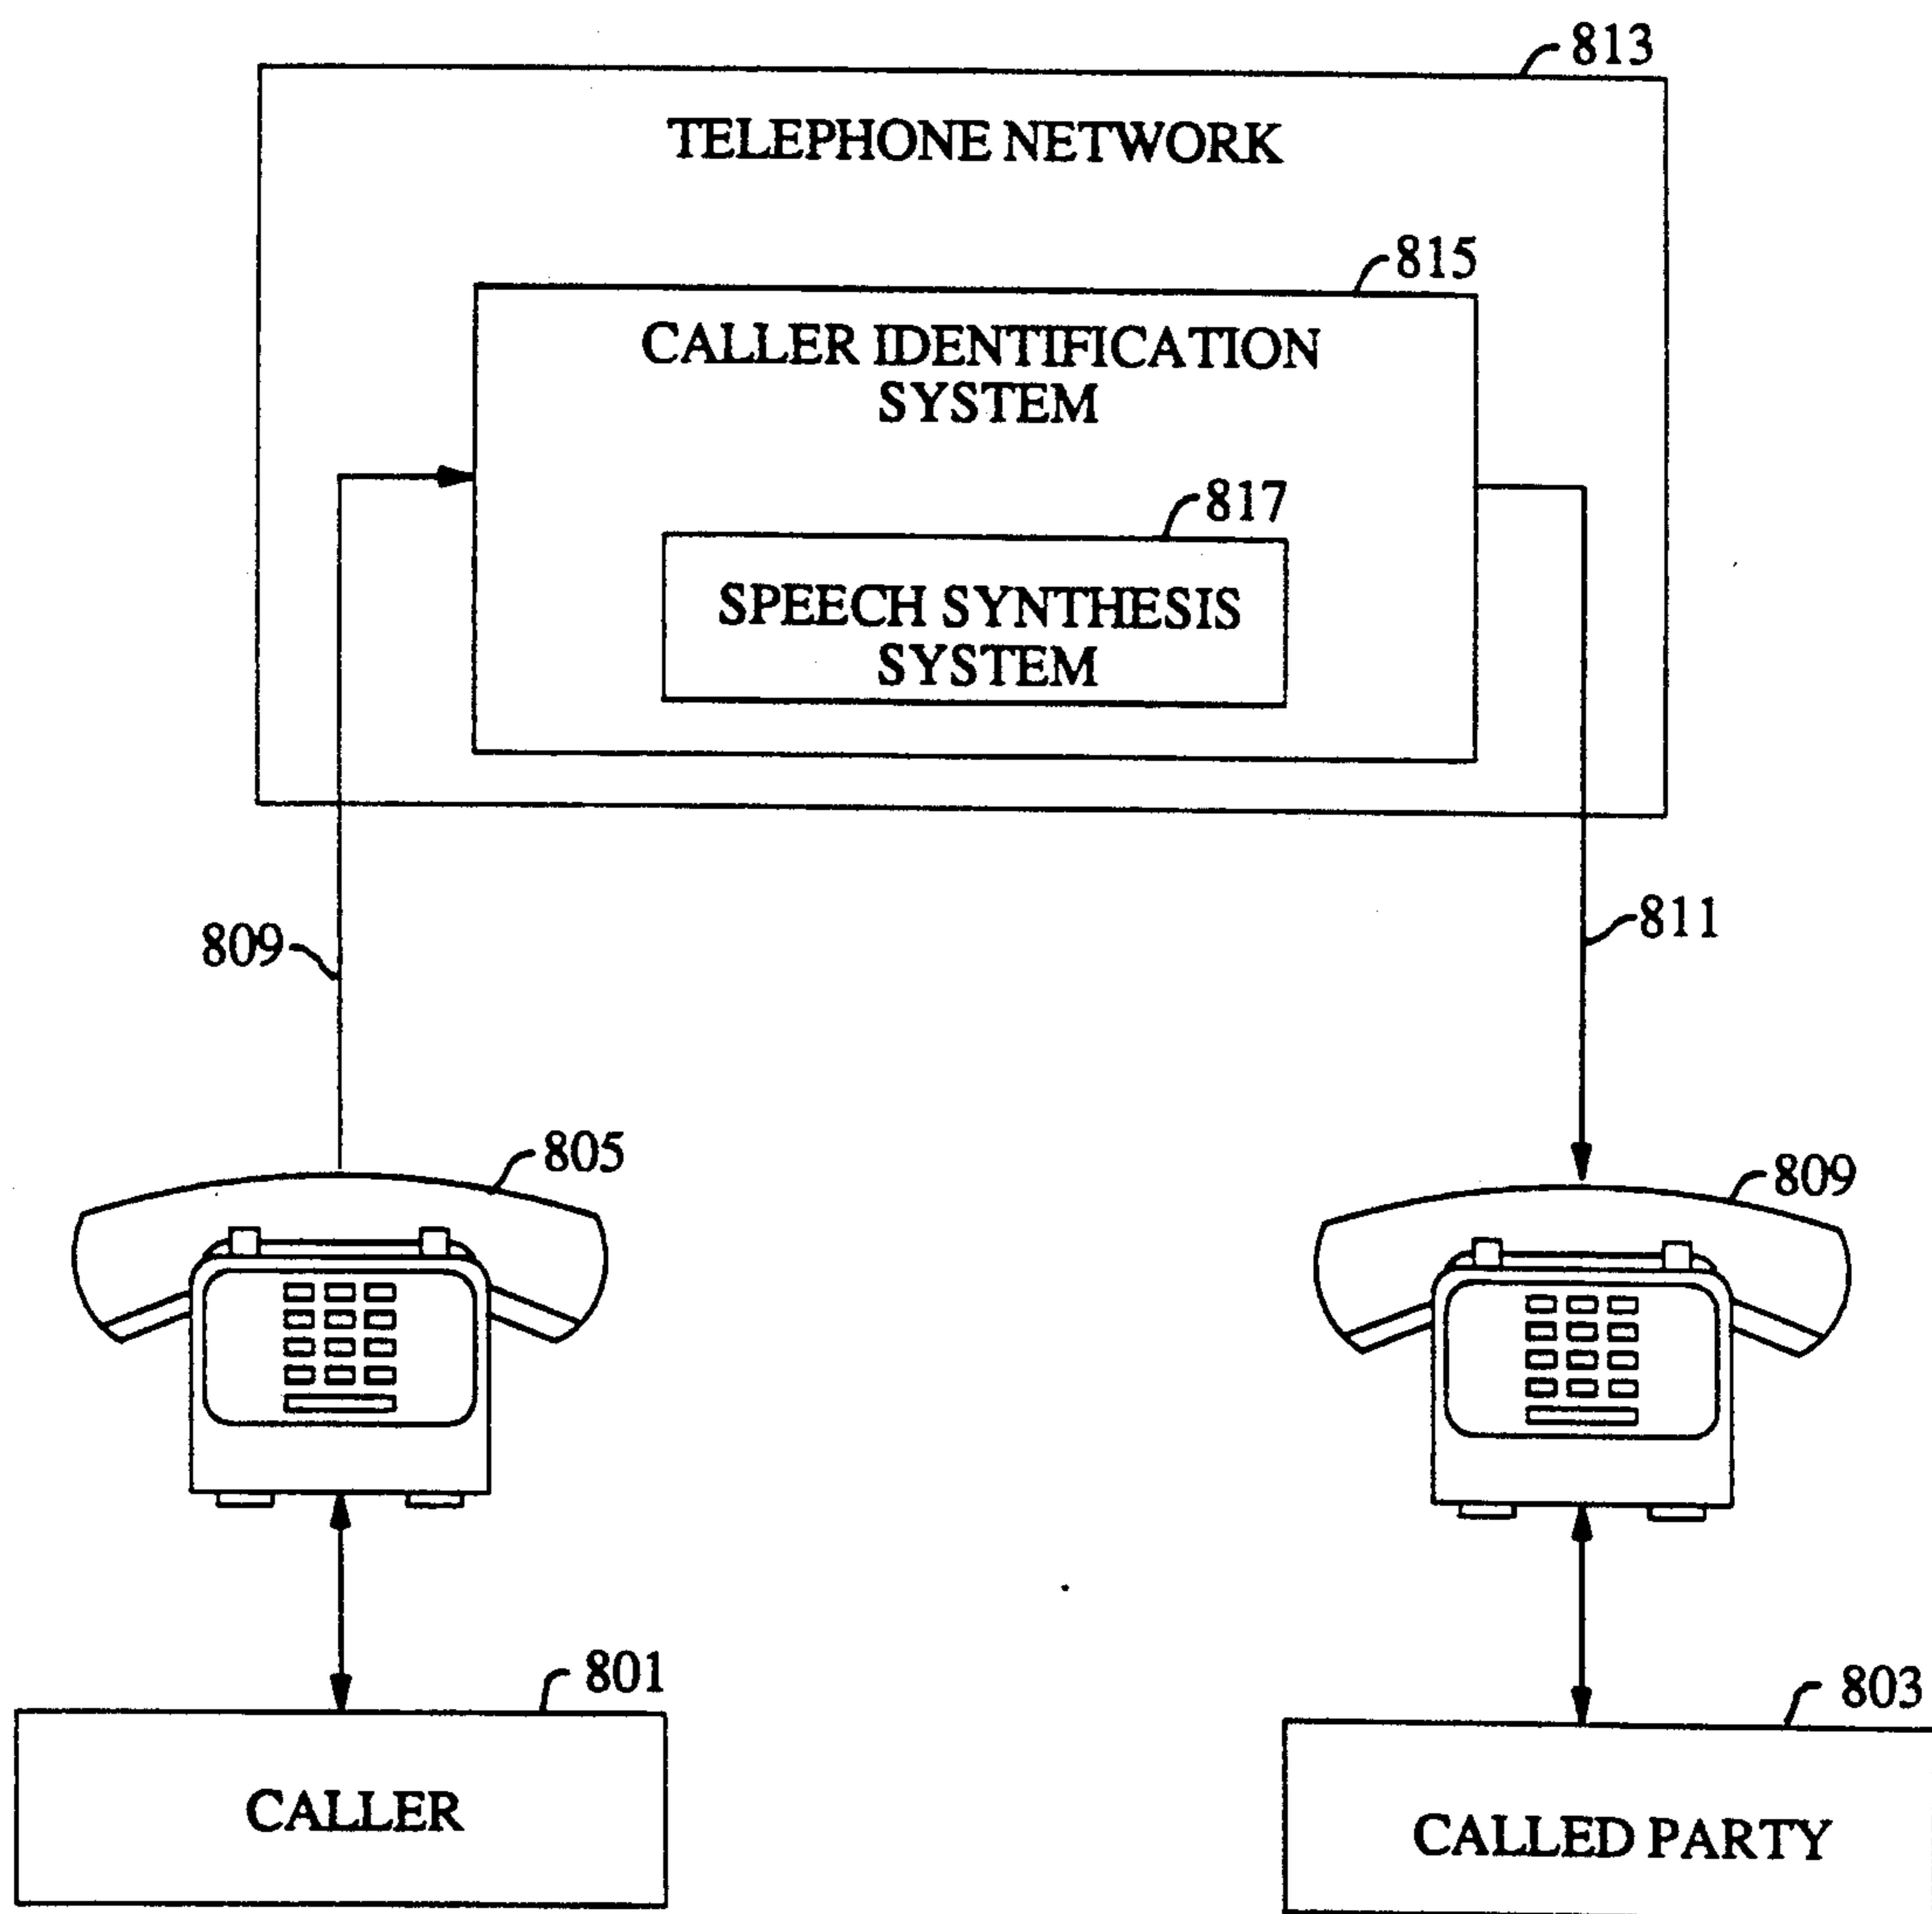 813
TELEPHONE NETWORK
815
CALLER IDENTIFICATION
SYSTEM
817
SPEECH SYNTHESIS
SYSTEM
809
811
805
809
801
CALLER
803
CALLED PARTY